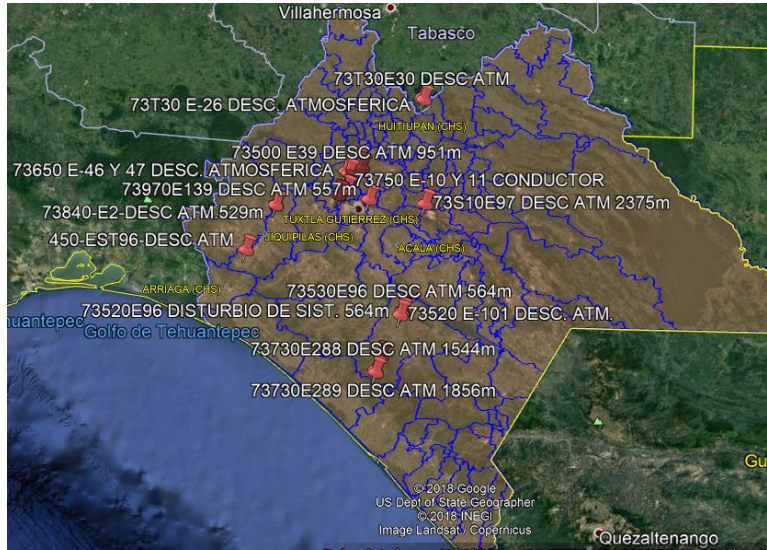 Villahermosa
Tabasco
73T30E30 DESC ATM
73T30 E-26 DESC. ATMOSFERICA
HUITIUPAN (CHS)
73500 E39 DESC ATM 951m
73650 E-46 Y 47 DESC. ATMOSFERICA
73750 E-10 Y 11 CONDUCTOR
73970E139 DESC ATM 557m
73S10E97 DESC ATM 2375m
73840-E2-DESC ATM 529m
TUXTLA GUTIERREZ (CHS)
450-EST96-DESC ATM
JIQUIPILAS (CHS)
ACALA (CHS)
ARRIAGA (CHS)
73530E96 DESC ATM 564m
73520E96 DISTURBIO DE SIST. 564m
73520 E-101 DESC. ATM.
huantepec
Golfo de Tehuantepec
73730E288 DESC ATM 1544m
73730E289 DESC ATM 1856m
Gu
© 2018 Google
US Dept of State Geographer
© 2018 INEGI
Image Landsat / Copernicus
Quezaltenango